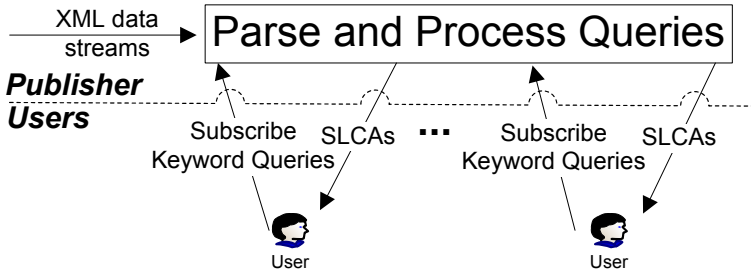 XML data
streams
Parse and Process Queries
Publisher
Users
Subscribe
Keyword Queries
SLCAs
...
Subscribe
Keyword Queries
SLCAs
User
User